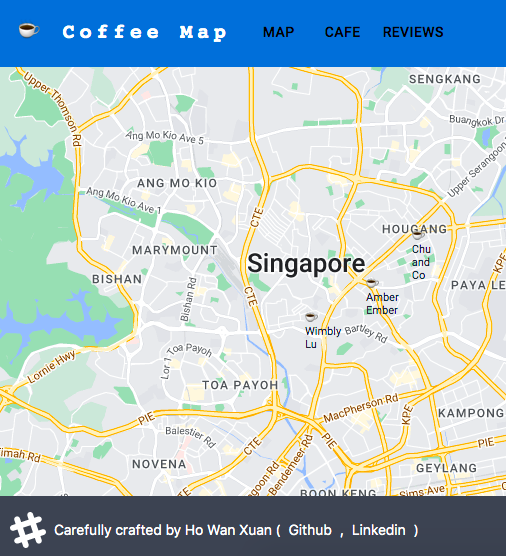 Coffee Map MAP CAFE REVIEWS
SENGKANG
Upper Thomson Rd
Ang Mo Kio Ave 5
Buangkok Dr
Upper Serangoon
ANG MO KIO
Ang Mo Kio Ave 1
CTE
HOUGANG
Chu
and
Co
MARYMOUNT
Singapore
KPE
BISHAN
Bishan Rd
CTE
PAYA LE
Amber
Ember
Wimbly
Lu
Bartley Rd
Lor 1 Toa Payoh
Lornie Hwy
TOA PAYOH
MacPherson Rd
KPE
KAMPONG
PIE
Balestier Rd
CTE
PIE
PIE
imah Rd
NOVENA
goon Rd
Bendemeer Rd
GEYLANG
BOON KENG
Sims Ave
Carefully crafted by Ho Wan Xuan ( Github , Linkedin )